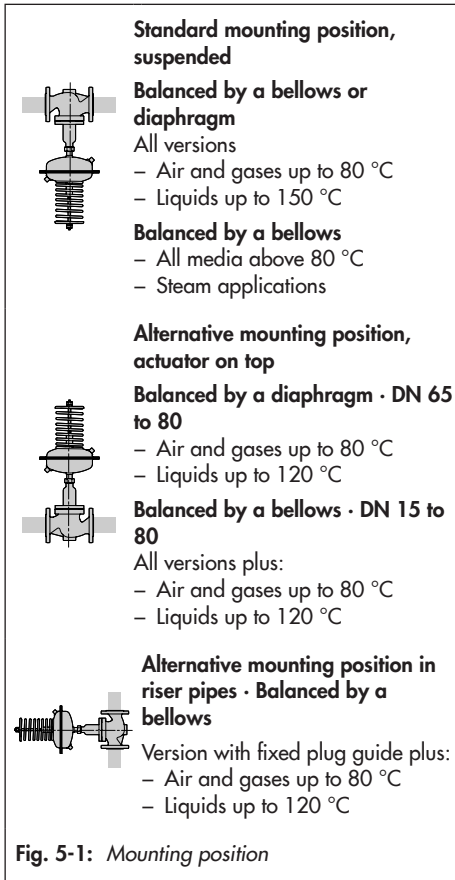 Standard mounting position,
suspended
Balanced by a bellows or
diaphragm
All versions
– Air and gases up to 80 °C
– Liquids up to 150 °C
Balanced by a bellows
– All media above 80 °C
– Steam applications
Alternative mounting position,
actuator on top
Balanced by a diaphragm · DN 65
to 80
– Air and gases up to 80 °C
– Liquids up to 120 °C
Balanced by a bellows · DN 15 to
80
All versions plus:
– Air and gases up to 80 °C
– Liquids up to 120 °C
Alternative mounting position in
riser pipes · Balanced by a
bellows
Version with fixed plug guide plus:
– Air and gases up to 80 °C
– Liquids up to 120 °C
Fig. 5-1: Mounting position